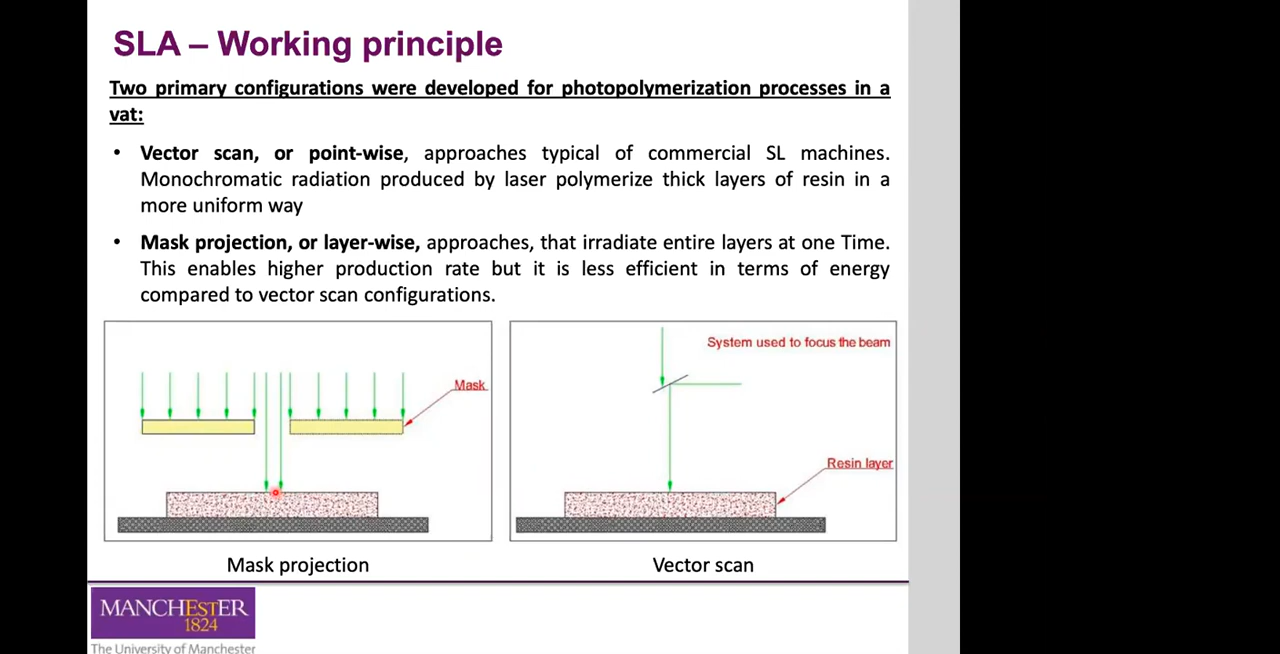 SLA – Working principle
Two primary configurations were developed for photopolymerization processes in a
vat:
• Vector scan, or point-wise, approaches typical of commercial SL machines.
Monochromatic radiation produced by laser polymerize thick layers of resin in a
more uniform way
• Mask projection, or layer-wise, approaches, that irradiate entire layers at one Time.
This enables higher production rate but it is less efficient in terms of energy
compared to vector scan configurations.
Mask
System used to focus the beam
Resin layer
Mask projection
Vector scan
MANCHESTER
1824
The University of Manchester